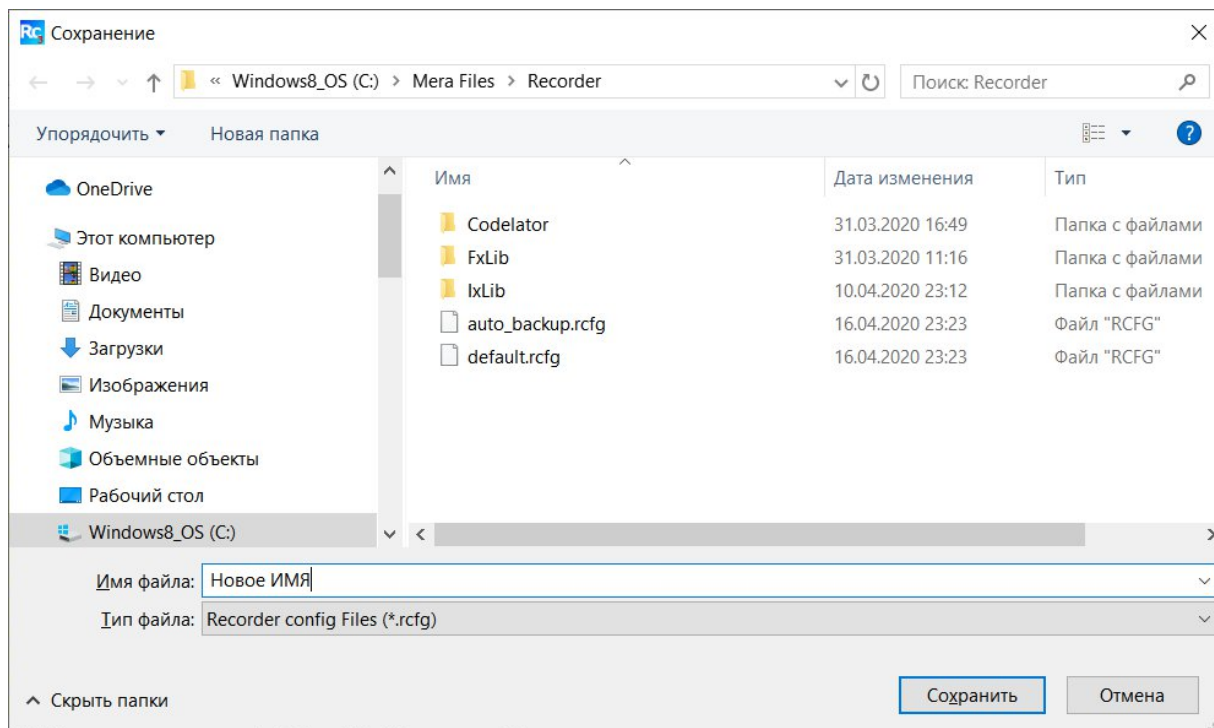 Rc Сохранение
« Windows8_OS (C:) > Mera Files > Recorder Поиск: Recorder
Упорядочить Новая папка ?
OneDrive
Этот компьютер
Видео
Документы
Загрузки
Изображения
Музыка
Объемные объекты
Рабочий стол
Windows8_OS (C:)
Имя Дата изменения Тип
Codelator 31.03.2020 16:49 Папка с файлами
FxLib 31.03.2020 11:16 Папка с файлами
IxLib 10.04.2020 23:12 Папка с файлами
auto_backup.rcfg 16.04.2020 23:23 Файл "RCFG"
default.rcfg 16.04.2020 23:23 Файл "RCFG"
Имя файла: Новое ИМЯ
Тип файла: Recorder config Files (*.rcfg)
Скрыть папки Сохранить Отмена